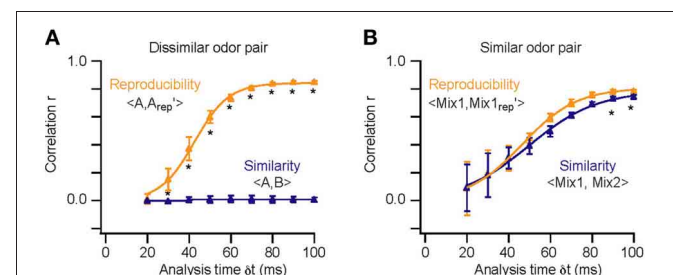 A
Dissimilar odor pair
Correlation r
1.0
0.0
Reproducibility
<A,Arep'>
Similarity
<A,B>
* * * * * * * *
0 20 40 60 80 100
Analysis time δt (ms)
B
Similar odor pair
Correlation r
1.0
0.0
Reproducibility
<Mix1,Mix1rep'>
Similarity
<Mix1, Mix2>
* *
0 20 40 60 80 100
Analysis time δt (ms)